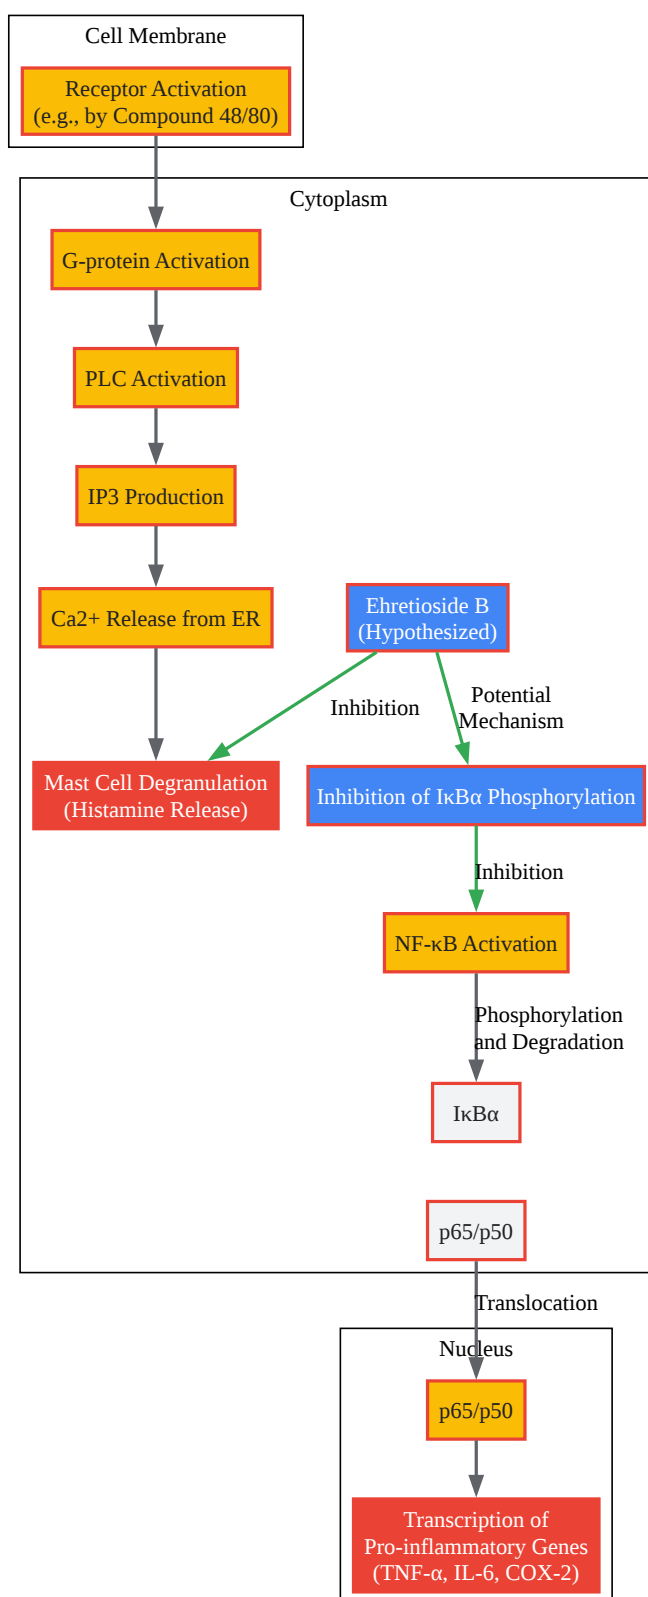 Cell Membrane
Receptor Activation
(e.g., by Compound 48/80)
Cytoplasm
G-protein Activation
PLC Activation
IP3 Production
Ca2+ Release from ER
Ehretioside B
(Hypothesized)
Inhibition
Potential
Mechanism
Mast Cell Degranulation
(Histamine Release)
Inhibition of IκBα Phosphorylation
Inhibition
NF-κB Activation
Phosphorylation
and Degradation
IκBα
p65/p50
Translocation
Nucleus
p65/p50
Transcription of
Pro-inflammatory Genes
(TNF-α, IL-6, COX-2)